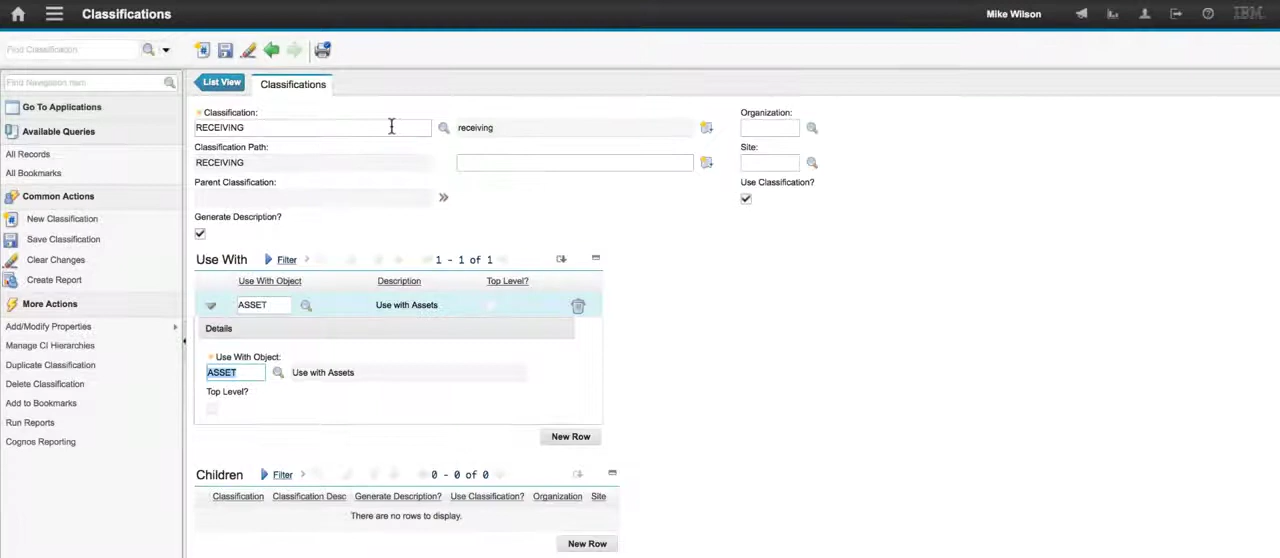 Classifications
Mike Wilson
IBM
Find Classification
Find Navigation Item
Go To Applications
Available Queries
All Records
All Bookmarks
Common Actions
New Classification
Save Classification
Clear Changes
Create Report
More Actions
Add/Modify Properties
Manage CI Hierarchies
Duplicate Classification
Delete Classification
Add to Bookmarks
Run Reports
Cognos Reporting
List View
Classifications
* Classification:
RECEIVING
receiving
Organization:
Classification Path:
RECEIVING
Site:
Parent Classification:
Use Classification?
Generate Description?
Use With
Filter
1 - 1 of 1
Use With Object
Description
Top Level?
ASSET
Use with Assets
Details
* Use With Object:
ASSET
Use with Assets
Top Level?
New Row
Children
Filter
0 - 0 of 0
Classification
Classification Desc
Generate Description?
Use Classification?
Organization
Site
There are no rows to display.
New Row